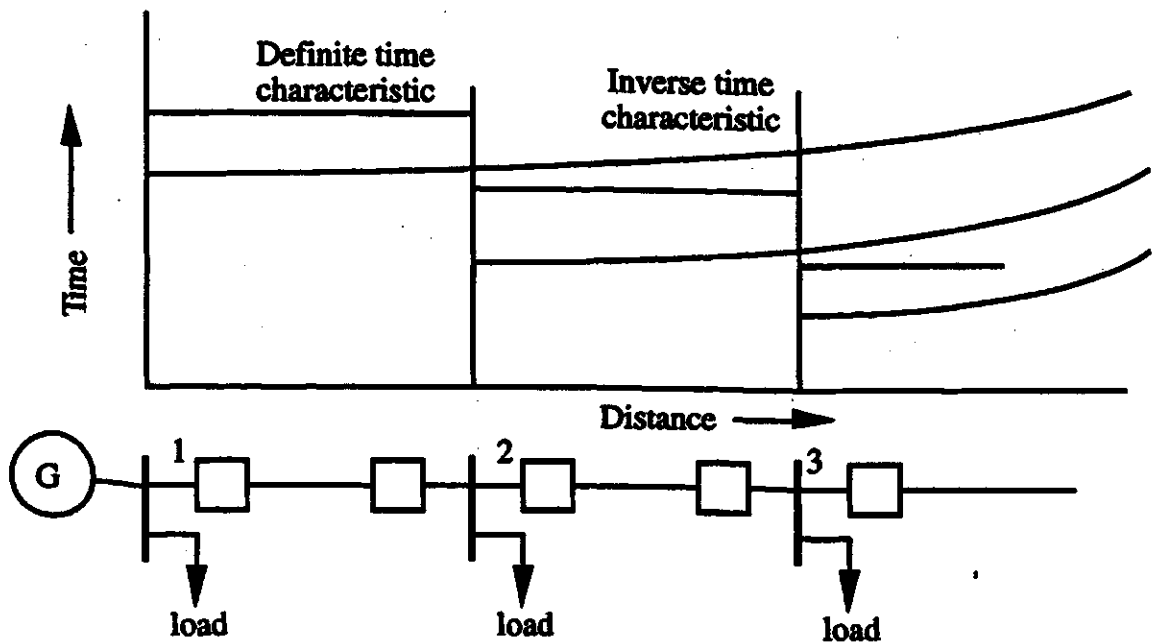 Definite time
characteristic
Inverse time
characteristic
Time
Distance
G
1
2
3
load
load
load